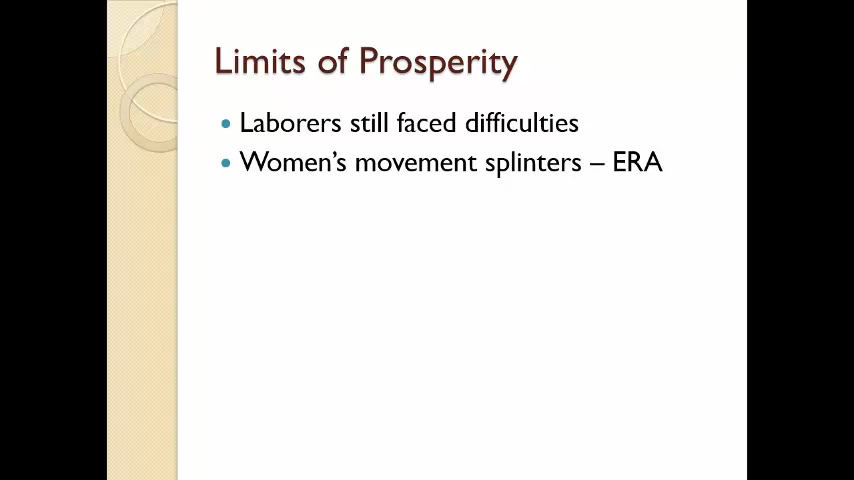 Limits of Prosperity
• Laborers still faced difficulties
• Women’s movement splinters – ERA